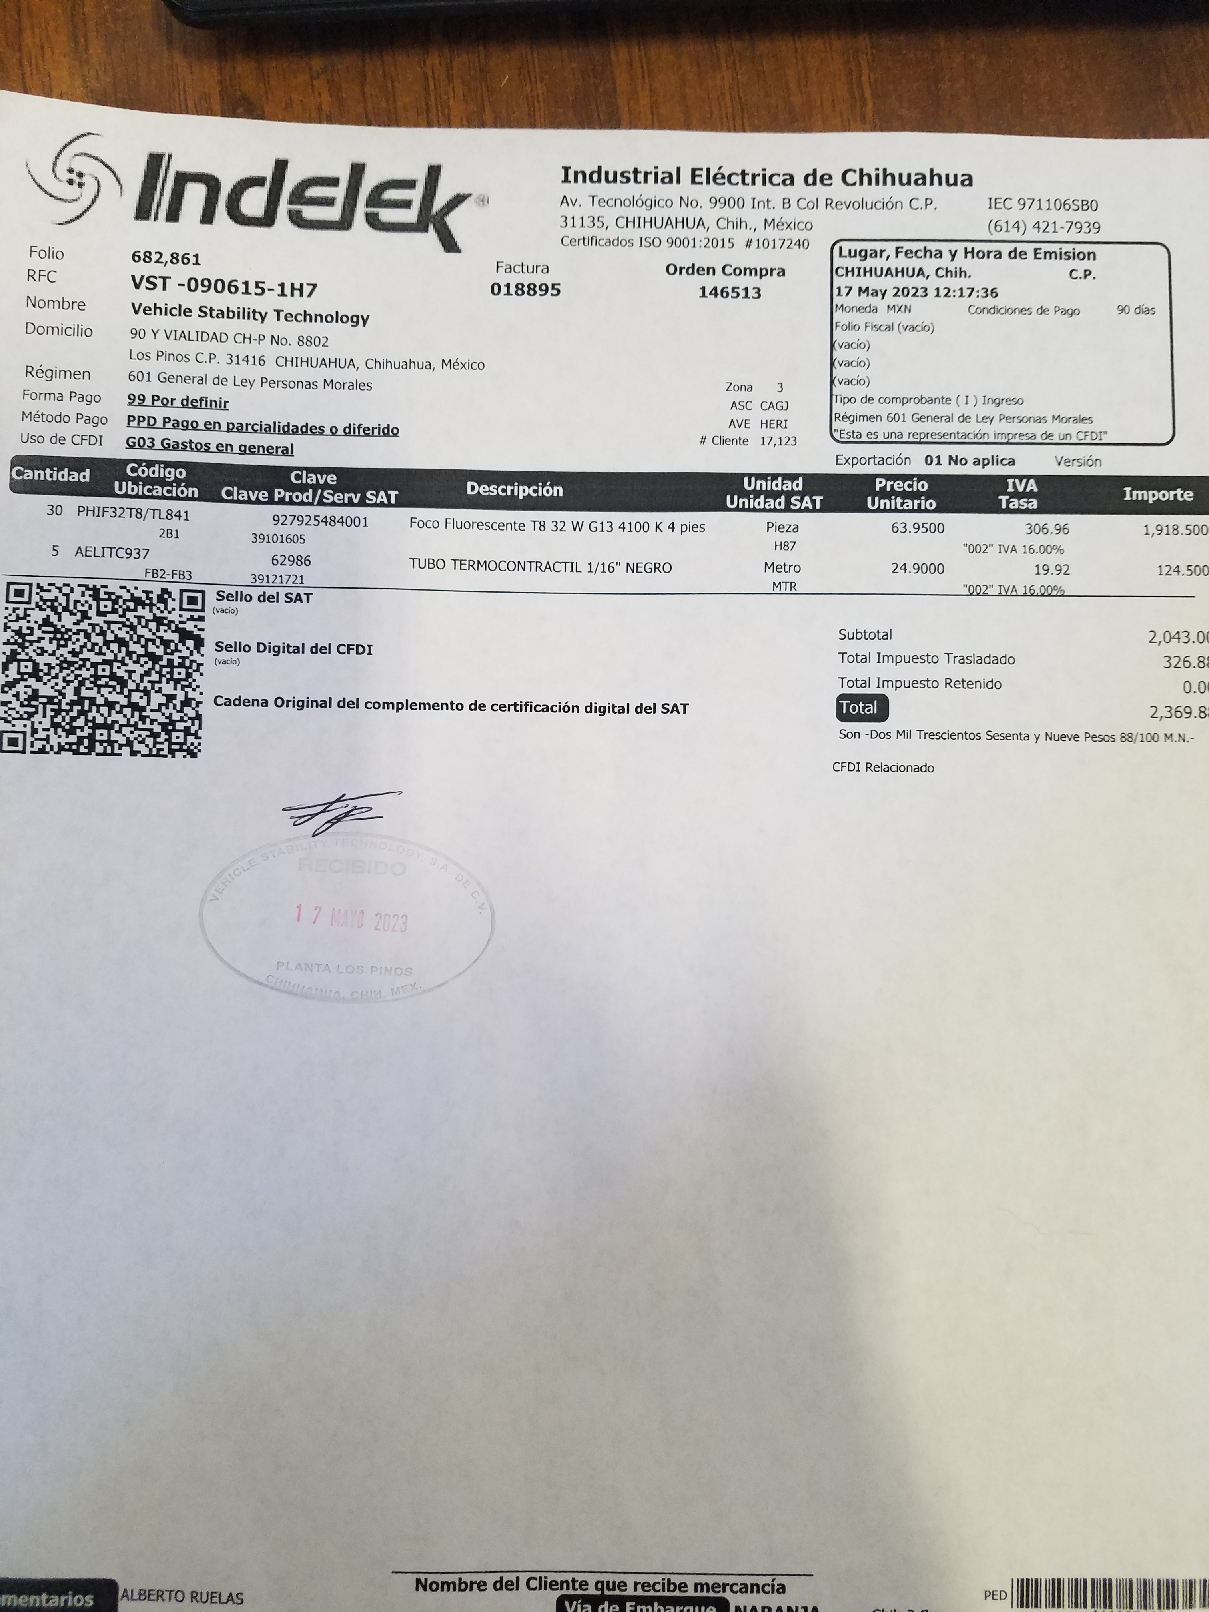 Indelek
Industrial Eléctrica de Chihuahua
Av. Tecnológico No. 9900 Int. B Col Revolución C.P. IEC 971106SB0
31135, CHIHUAHUA, Chih., México (614) 421-7939
Certificados ISO 9001:2015 #1017240
Folio 682,861
RFC VST -090615-1H7
Nombre Vehicle Stability Technology
Domicilio 90 Y VIALIDAD CH-P No. 8802
Los Pinos C.P. 31416 CHIHUAHUA, Chihuahua, México
Régimen 601 General de Ley Personas Morales
Forma Pago 99 Por definir
Método Pago PPD Pago en parcialidades o diferido
Uso de CFDI G03 Gastos en general
Factura
018895
Orden Compra
146513
Zona 3
ASC CAGJ
AVE HERI
# Cliente 17,123
Lugar, Fecha y Hora de Emision
CHIHUAHUA, Chih. C.P.
17 May 2023 12:17:36
Moneda MXN Condiciones de Pago 90 días
Folio Fiscal (vacío)
(vacío)
(vacío)
(vacío)
Tipo de comprobante ( I ) Ingreso
Régimen 601 General de Ley Personas Morales
"Esta es una representación impresa de un CFDI"
Exportación 01 No aplica Versión
Cantidad Código Ubicación Clave Clave Prod/Serv SAT Descripción Unidad Unidad SAT Precio Unitario IVA Tasa Importe
30 PHIF32T8/TL841 927925484001 Foco Fluorescente T8 32 W G13 4100 K 4 pies Pieza 63.9500 306.96 1,918.500
2B1 39101605 H87 "002" IVA 16.00%
5 AELITC937 62986 TUBO TERMOCONTRACTIL 1/16" NEGRO Metro 24.9000 19.92 124.500
FB2-FB3 39121721 MTR "002" IVA 16.00%
Sello del SAT
(vacío)
Sello Digital del CFDI
(vacío)
Cadena Original del complemento de certificación digital del SAT
Subtotal 2,043.00
Total Impuesto Trasladado 326.88
Total Impuesto Retenido 0.00
Total 2,369.8
Son -Dos Mil Trescientos Sesenta y Nueve Pesos 88/100 M.N.-
CFDI Relacionado
VEHICLE STABILITY TECHNOLOGY, S.A. DE C.V.
RECIBIDO
17 MAYO 2023
PLANTA LOS PINOS
CHIHUAHUA, CHIH. MEX.
mentarios ALBERTO RUELAS
Nombre del Cliente que recibe mercancía
PED
Vía de Embarque NARANJA